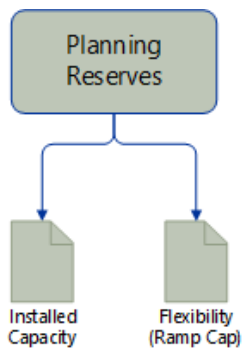 Planning
Reserves
Installed
Capacity
Flexibility
(Ramp Cap)